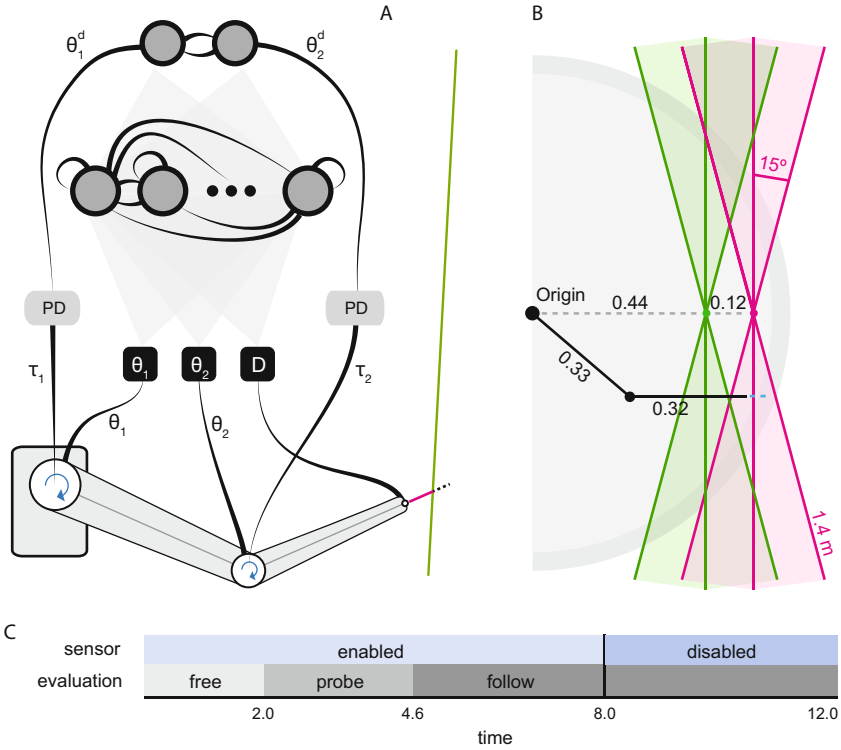 A
θ₁ᵈ
θ₂ᵈ
PD
PD
τ₁
τ₂
θ₁
θ₂
D
θ₁
θ₂
B
15º
Origin
0.44
0.12
0.33
0.32
1.4 m
C
sensor
enabled
disabled
evaluation
free
probe
follow
2.0
4.6
8.0
12.0
time